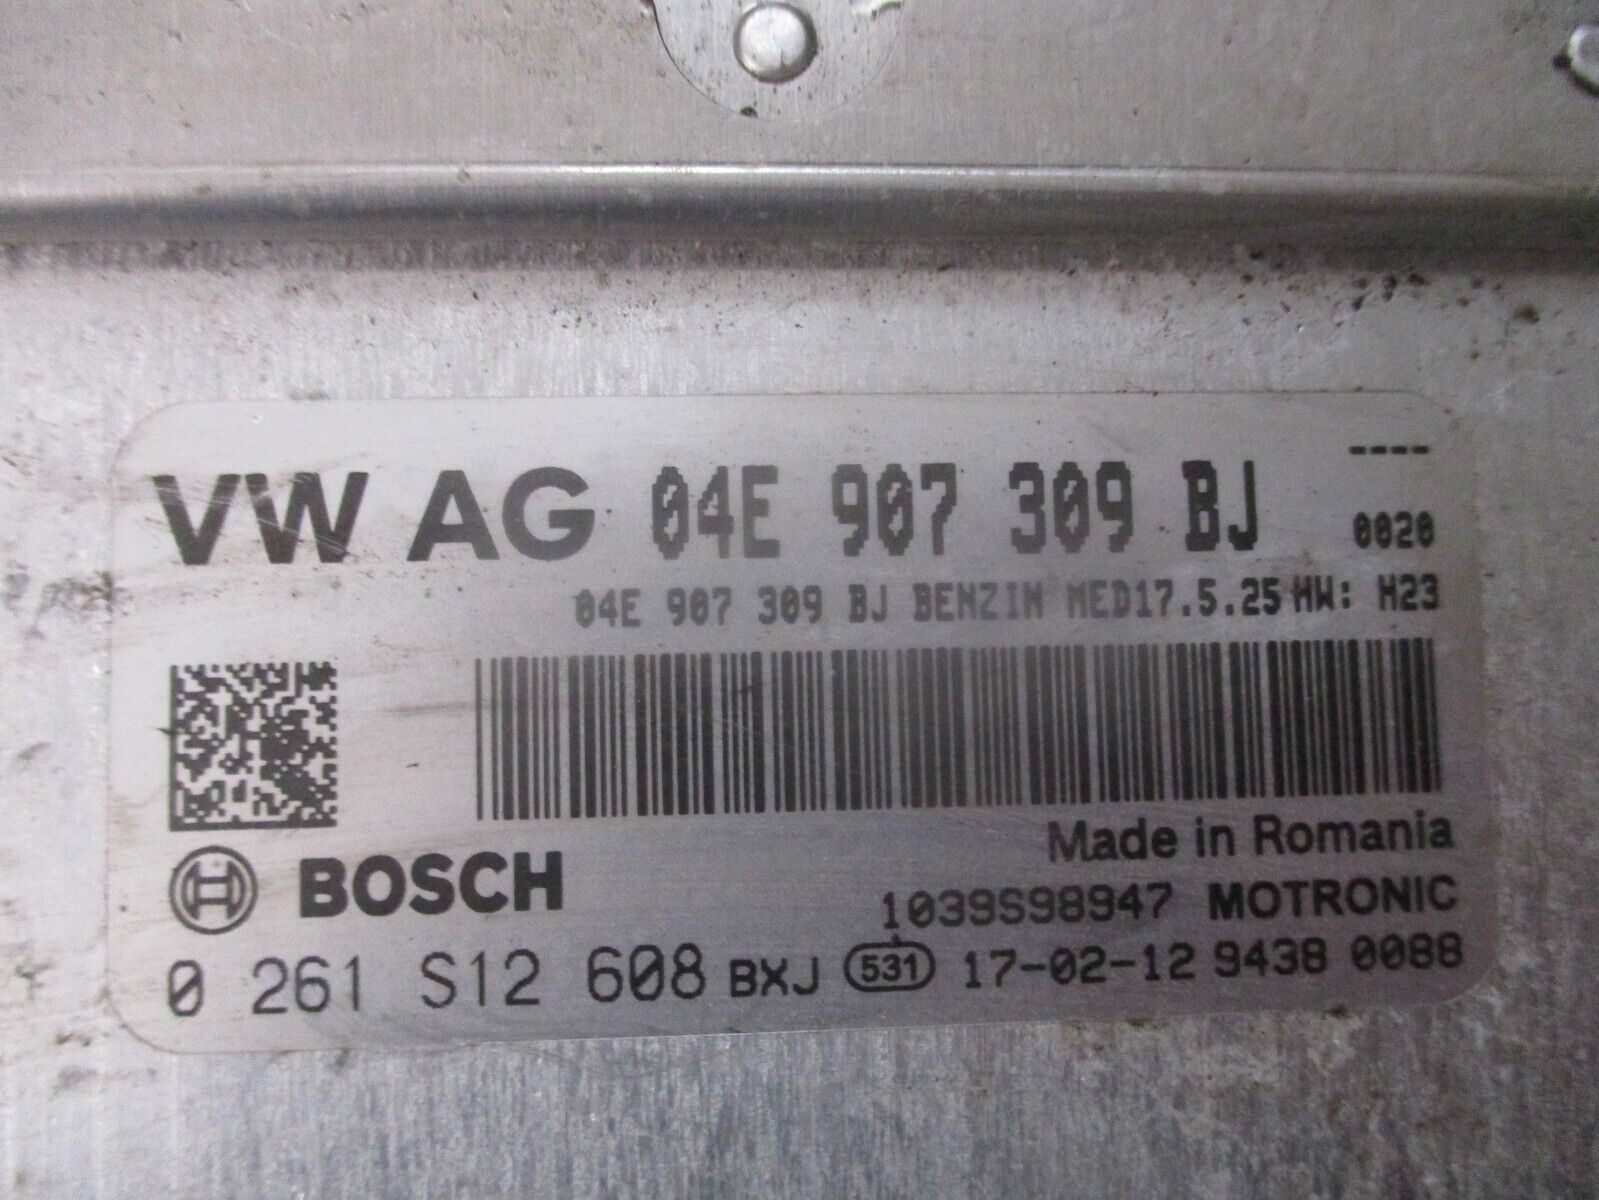 VW AG 04E 907 309 BJ ----
0020
04E 907 309 BJ BENZIN MED17.5.25 HW: H23
Made in Romania
BOSCH
1039S98947 MOTRONIC
0 261 S12 608 BXJ 531 17-02-12 9438 0088